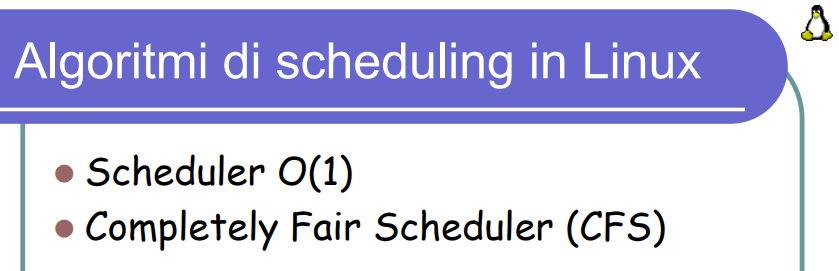 Algoritmi di scheduling in Linux
Scheduler O(1)
Completely Fair Scheduler (CFS)